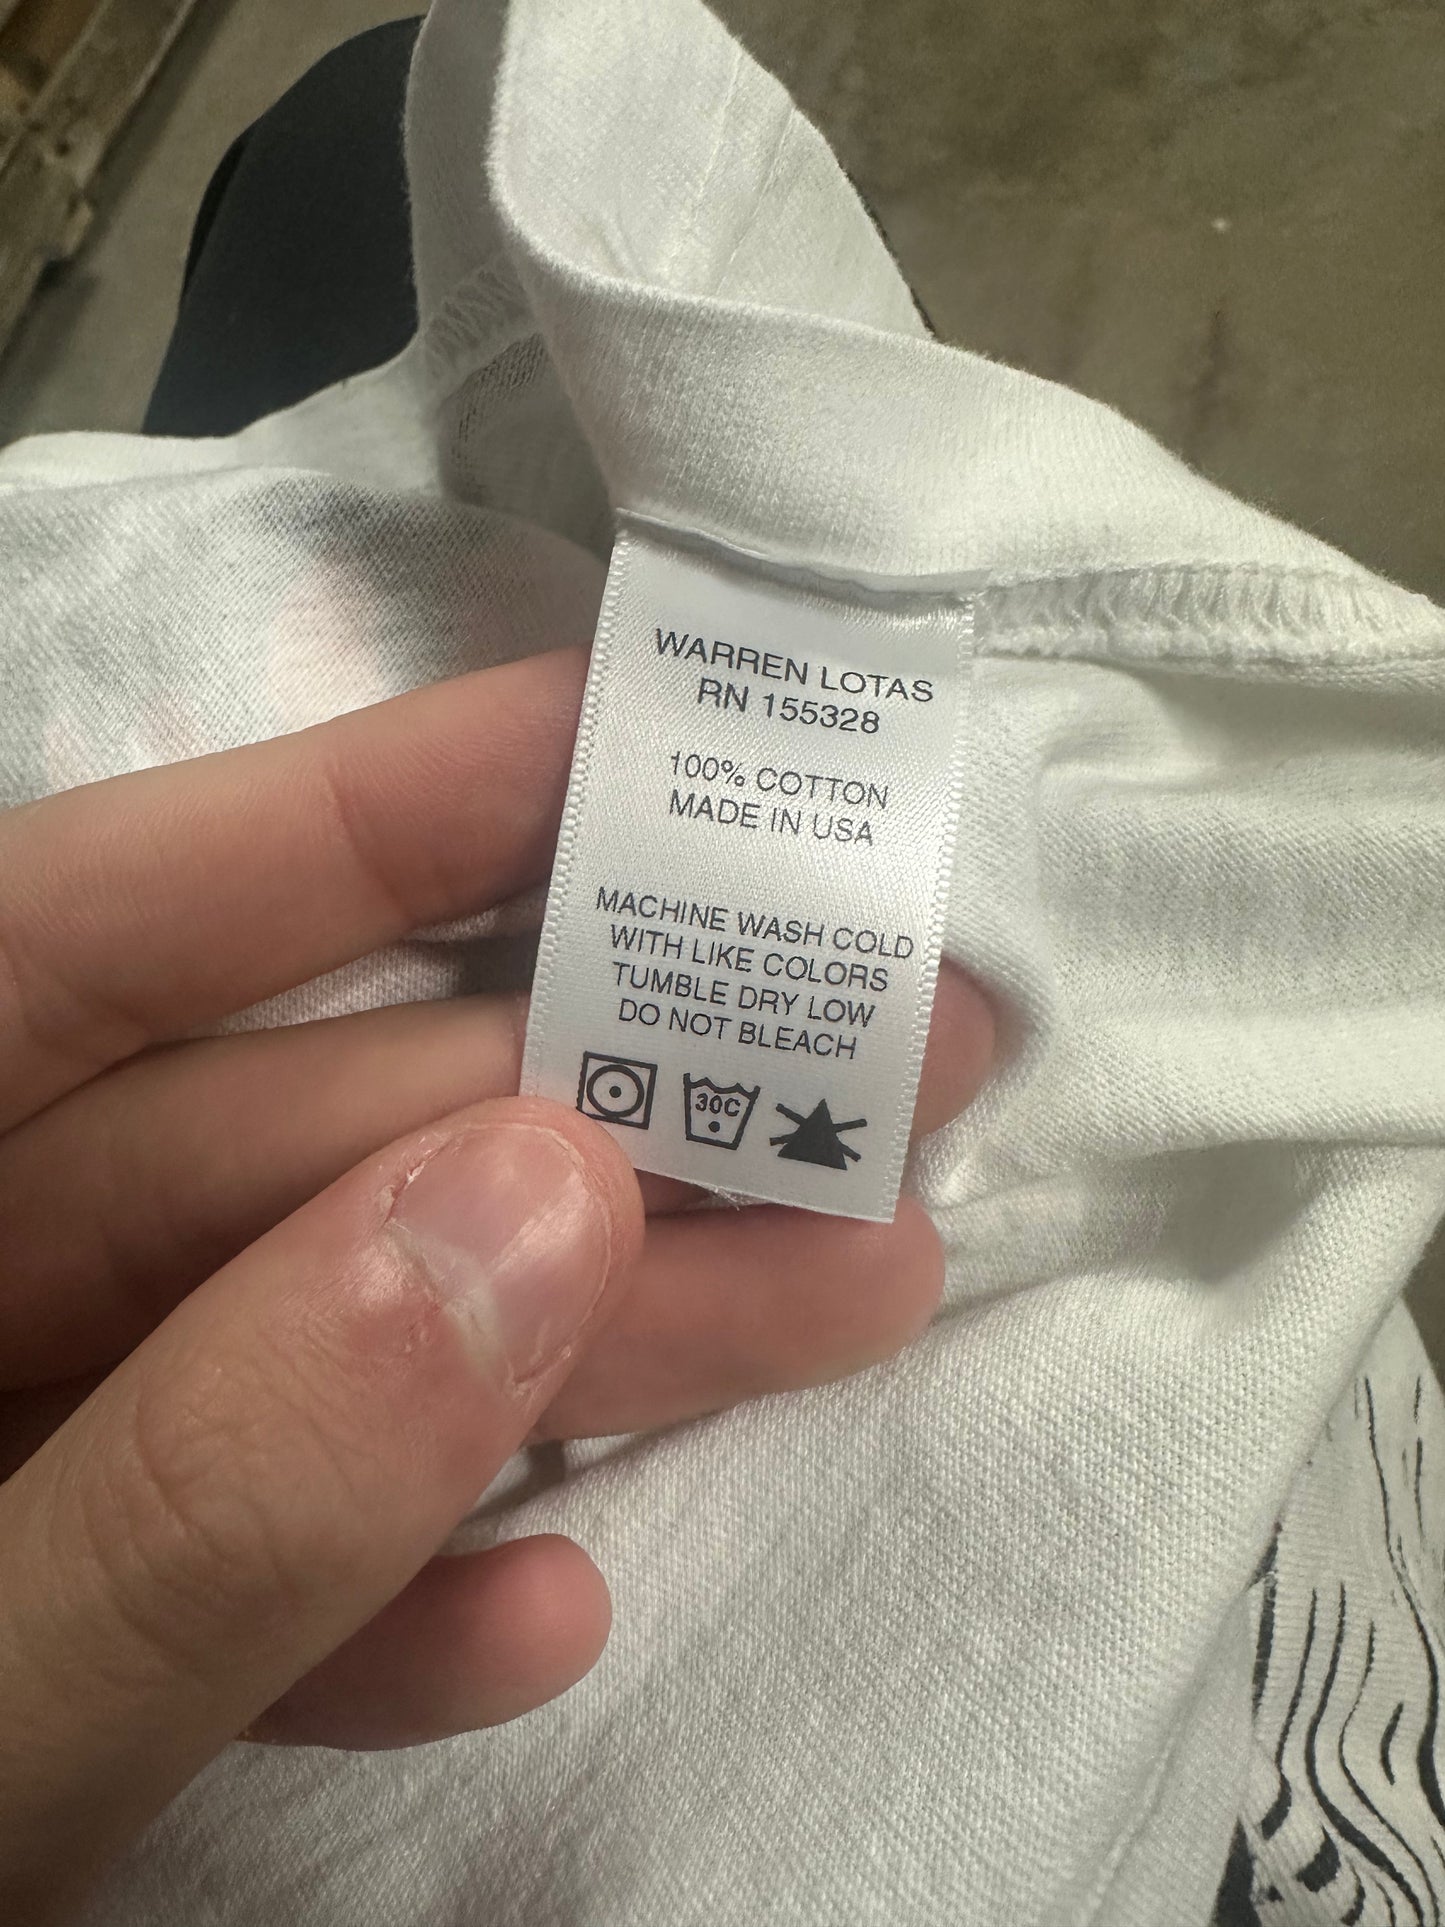 WARREN LOTAS
RN 155328
100% COTTON
MADE IN USA
MACHINE WASH COLD
WITH LIKE COLORS
TUMBLE DRY LOW
DO NOT BLEACH
30C